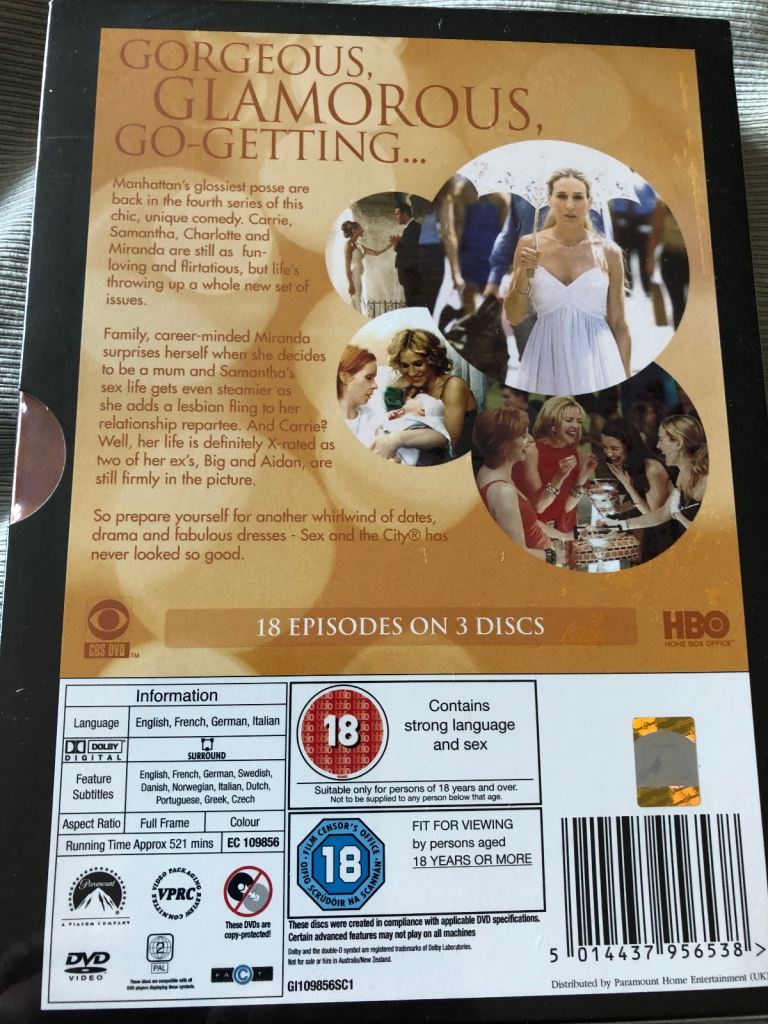 GORGEOUS,
GLAMOROUS,
GO-GETTING...
Manhattan's glossiest posse are
back in the fourth series of this
chic, unique comedy. Carrie,
Samantha, Charlotte and
Miranda are still as fun-
loving and flirtatious, but life's
throwing up a whole new set of
issues.
Family, career-minded Miranda
surprises herself when she decides
to be a mum and Samantha's
sex life gets even steamier as
she adds a lesbian fling to her
relationship repartee. And Carrie?
Well, her life is definitely X-rated as
two of her ex's, Big and Aidan, are
still firmly in the picture.
So prepare yourself for another whirlwind of dates,
drama and fabulous dresses - Sex and the City® has
never looked so good.
CBS DVD™
18 EPISODES ON 3 DISCS
HBO
HOME BOX OFFICE®
Information
Language English, French, German, Italian
DOLBY
DIGITAL
SURROUND
Feature
Subtitles
English, French, German, Swedish,
Danish, Norwegian, Italian, Dutch,
Portuguese, Greek, Czech
Aspect Ratio Full Frame Colour
Running Time Approx 521 mins EC 109856
Paramount
A VIACOM COMPANY
VIDEO PACKAGING REVIEW COMMITTEE
VPRC
These DVDs are
copy-protected!
DVD
VIDEO
2
PAL
These discs are compatible with all
DVD players displaying these symbols.
FACT
18
Contains
strong language
and sex
Suitable only for persons of 18 years and over.
Not to be supplied to any person below that age.
FILM CENSOR'S OFFICE
18
OIFIG SCRÚDÓIR NA SCANNÁN
FIT FOR VIEWING
by persons aged
18 YEARS OR MORE
These discs were created in compliance with applicable DVD specifications.
Certain advanced features may not play on all machines
Dolby and the double-D symbol are registered trademarks of Dolby Laboratories.
Not for sale or hire in Australia/New Zealand.
GI109856SC1
5 014437 956538 >
Distributed by Paramount Home Entertainment (UK)